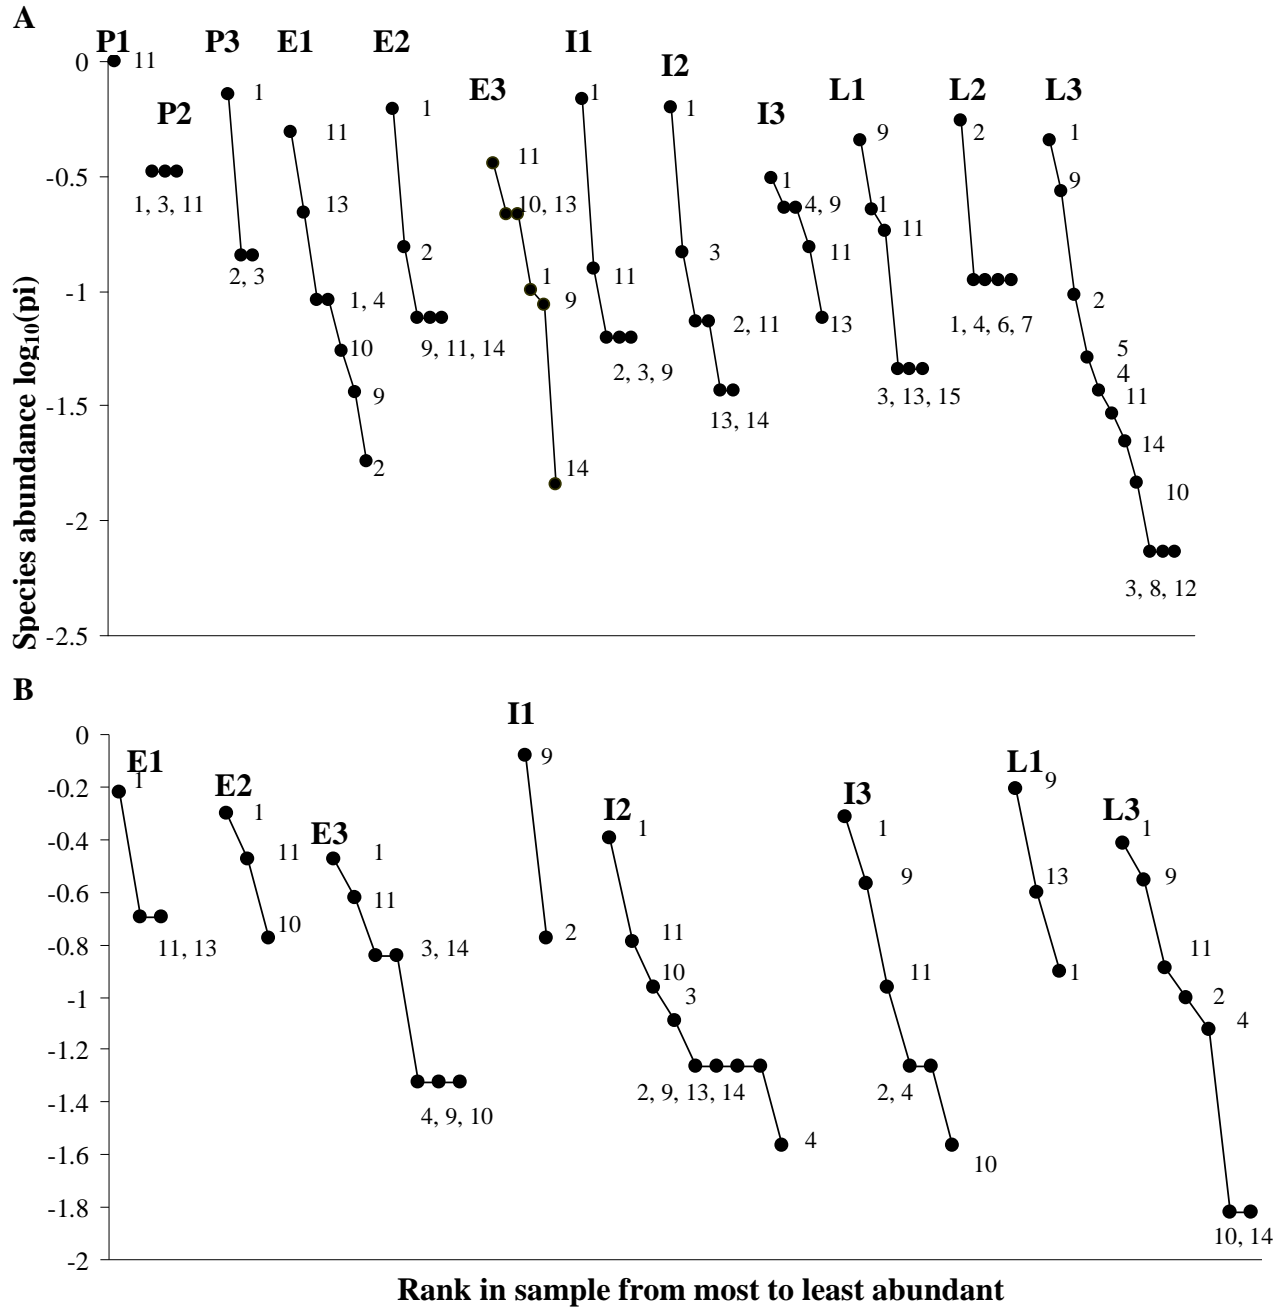 A
P1 P3 E1 E2 I1
0 11
I2
E3 L1 L2 L3
1 1 1
P2 I3
1
11 9 2 1
-0.5 11 1 9
1, 3, 11 13 10, 13 4, 9 1
11
2 3 11
2, 3 1 11
-1 1, 4 9 2
2, 11 13 1, 4, 6, 7
10 9, 11, 14 5
2, 3, 9 4
9 3, 13, 15
-1.5 13, 14 11
14
2 14
10
-2
3, 8, 12
-2.5
Species abundance log10(pi)
B
I1
0
E1 9 L1
1 9
-0.2 E2 I3
1 I2 L3
E3 1 1 1
-0.4 11 1
13 9 9
-0.6 11
10 2 11
-0.8 11, 13 3, 14 11
10 11 1
-1 3 2
4
-1.2 2, 9, 13, 14 2, 4
4, 9, 10
-1.4
4
-1.6 10
-1.8
10, 14
-2
Rank in sample from most to least abundant